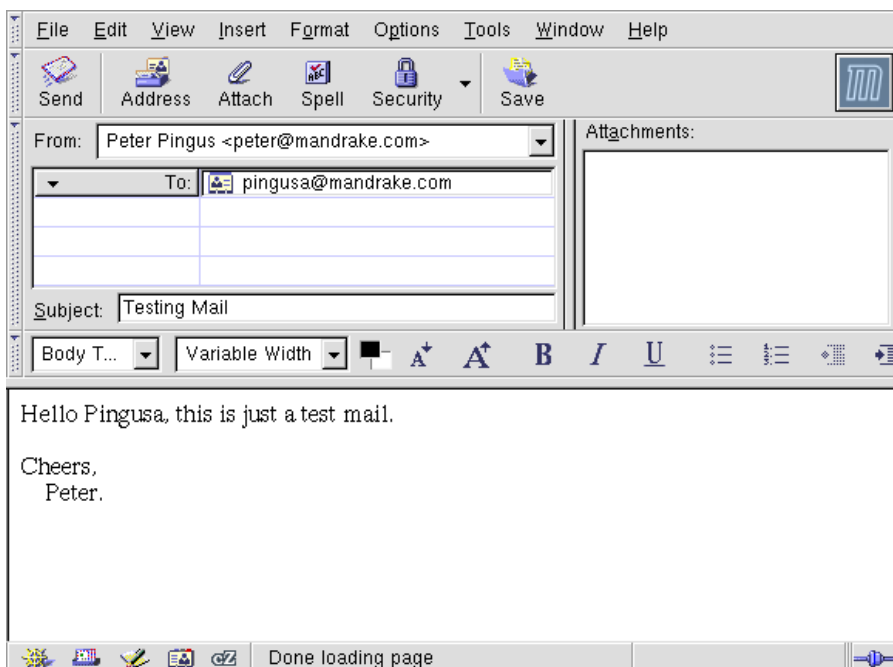 File Edit View Insert Format Options Tools Window Help
Send Address Attach Spell Security Save
From: Peter Pingus <peter@mandrake.com>
Attachments:
To: pingusa@mandrake.com
Subject: Testing Mail
Body T... Variable Width A A B I U
Hello Pingusa, this is just a test mail.
Cheers,
Peter.
Done loading page